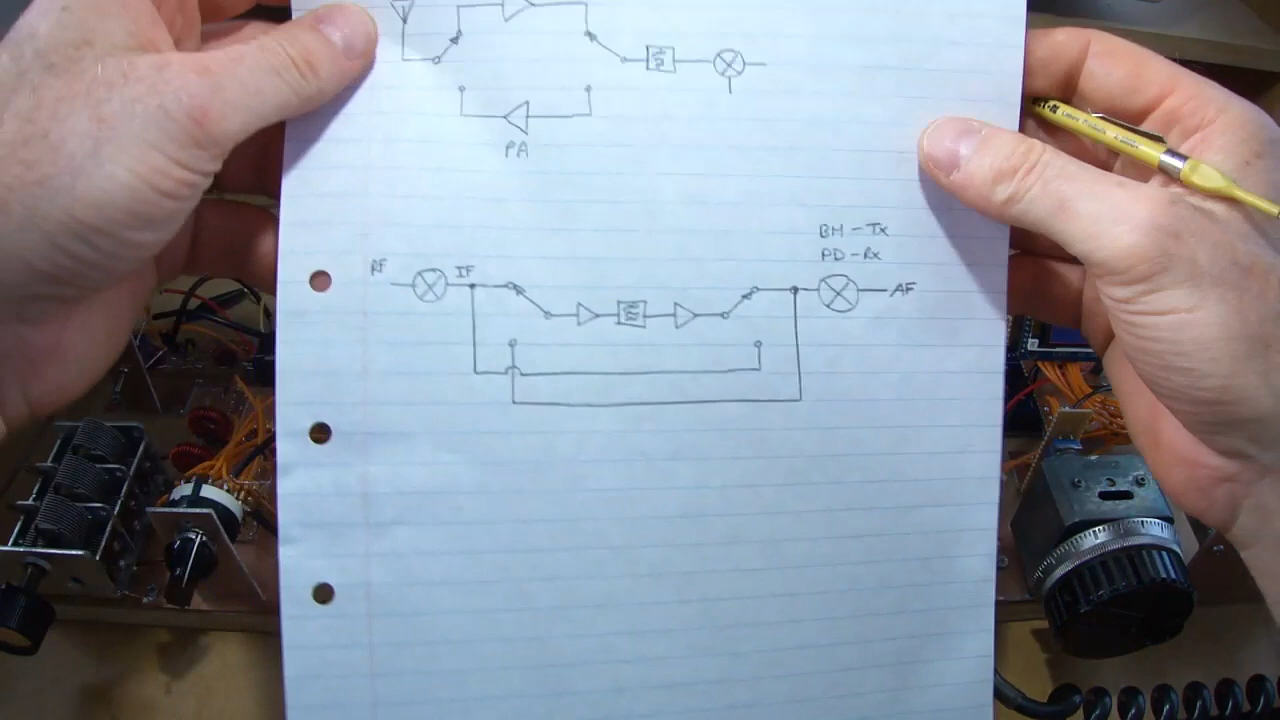 PA
BM - Tx
PD - Rx
RF
IF
AF